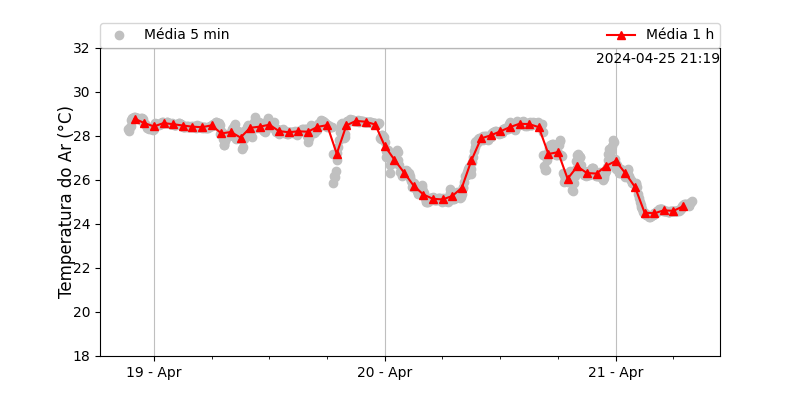 Média 5 min
Média 1 h
2024-04-25 21:19
Temperatura do Ar (°C)
32
30
28
26
24
22
20
18
19 - Apr
20 - Apr
21 - Apr